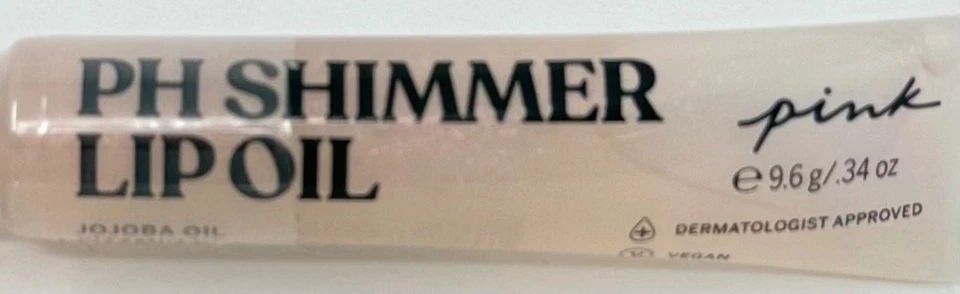 PH SHIMMER
LIP OIL
JOJOBA OIL
pink
℮ 9.6 g/.34 oz
DERMATOLOGIST APPROVED
VEGAN